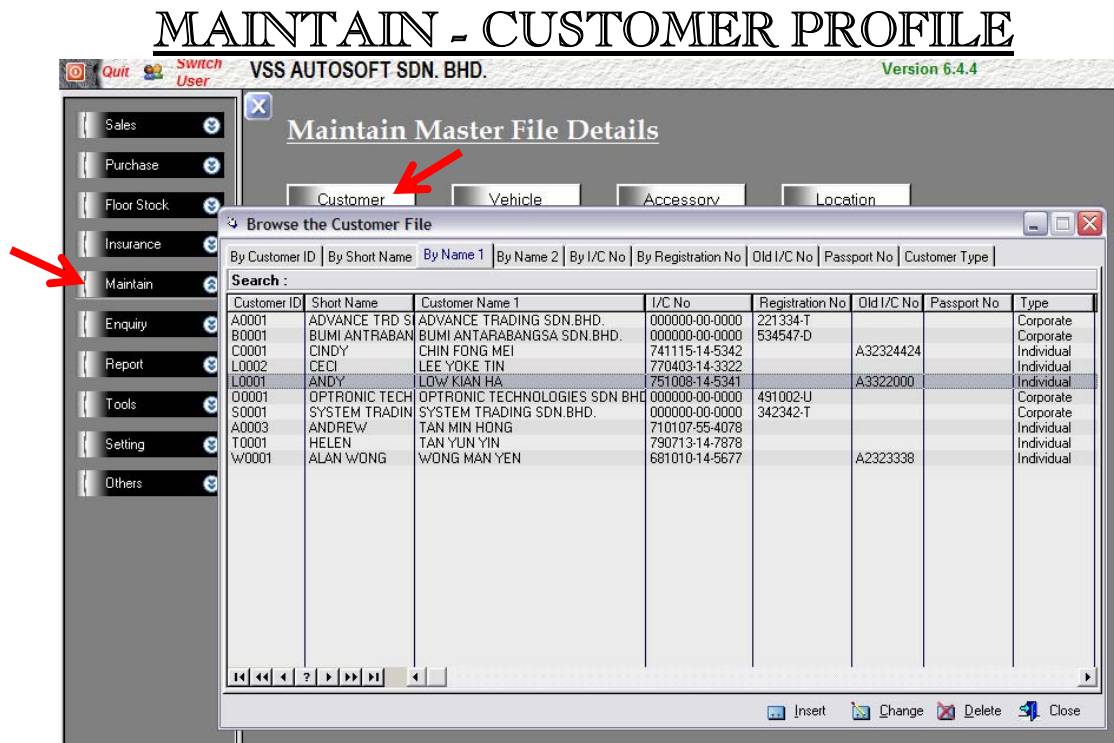 MAINTAIN - CUSTOMER PROFILE
Quit Switch User VSS AUTOSOFT SDN. BHD. Version 6.4.4
Maintain Master File Details
Customer Vehicle Accessory Location
Sales
Purchase
Floor Stock
Insurance
Maintain
Enquiry
Report
Tools
Setting
Others
Browse the Customer File
By Customer ID By Short Name By Name 1 By Name 2 By I/C No By Registration No Old I/C No Passport No Customer Type
Search :
Customer ID Short Name Customer Name 1 I/C No Registration No Old I/C No Passport No Type
A0001 ADVANCE TRD S ADVANCE TRADING SDN.BHD. 000000-00-0000 221334-T Corporate
B0001 BUMI ANTRABAN BUMI ANTARABANGSA SDN.BHD. 000000-00-0000 534547-D Corporate
C0001 CINDY CHIN FONG MEI 741115-14-5342 A32324424 Individual
L0002 CECI LEE YOKE TIN 770403-14-3322 Individual
L0001 ANDY LOW KIAN HA 751008-14-5341 A3322000 Individual
O0001 OPTRONIC TECH OPTRONIC TECHNOLOGIES SDN BHD 000000-00-0000 491002-U Corporate
S0001 SYSTEM TRADIN SYSTEM TRADING SDN.BHD. 000000-00-0000 342342-T Corporate
A0003 ANDREW TAN MIN HONG 710107-55-4078 Individual
T0001 HELEN TAN YUN YIN 790713-14-7878 Individual
W0001 ALAN WONG WONG MAN YEN 681010-14-5677 A2323338 Individual
Insert Change Delete Close